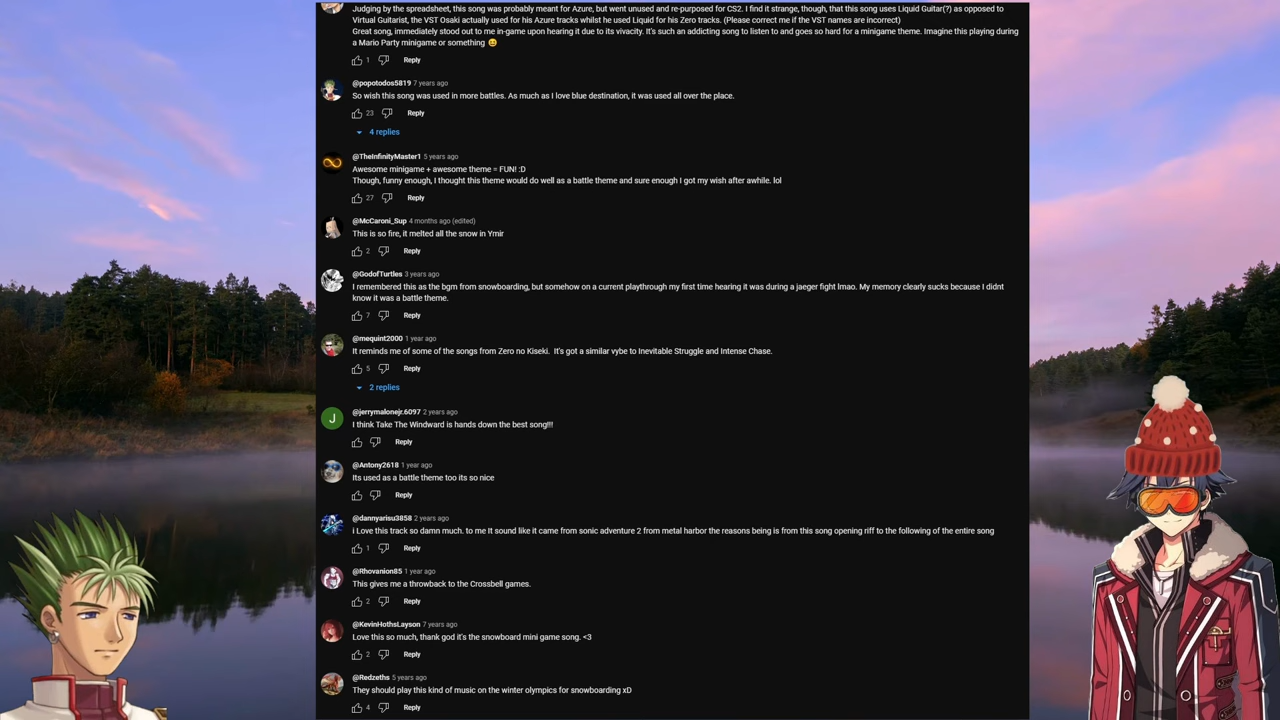 Judging by the spreadsheet, this song was probably meant for Azure, but went unused and re-purposed for CS2. I find it strange, though, that this song uses Liquid Guitar(?) as opposed to
Virtual Guitarist, the VST Osaki actually used for his Azure tracks whilst he used Liquid for his Zero tracks. (Please correct me if the VST names are incorrect)
Great song, immediately stood out to me in-game upon hearing it due to its vivacity. It's such an addicting song to listen to and goes so hard for a minigame theme. Imagine this playing during
a Mario Party minigame or something 😆
1 Reply
@popotodos5819 7 years ago
So wish this song was used in more battles. As much as I love blue destination, it was used all over the place.
23 Reply
4 replies
@TheInfinityMaster1 5 years ago
Awesome minigame + awesome theme = FUN! :D
Though, funny enough, I thought this theme would do well as a battle theme and sure enough I got my wish after awhile. lol
27 Reply
@McCaroni_Sup 4 months ago (edited)
This is so fire, it melted all the snow in Ymir
2 Reply
@GodofTurtles 3 years ago
I remembered this as the bgm from snowboarding, but somehow on a current playthrough my first time hearing it was during a jaeger fight lmao. My memory clearly sucks because I didnt
know it was a battle theme.
7 Reply
@mequint2000 1 year ago
It reminds me of some of the songs from Zero no Kiseki.  It's got a similar vybe to Inevitable Struggle and Intense Chase.
5 Reply
2 replies
J
@jerrymalonejr.6097 2 years ago
I think Take The Windward is hands down the best song!!!
Reply
@Antony2618 1 year ago
Its used as a battle theme too its so nice
Reply
@dannyarisu3858 2 years ago
i Love this track so damn much. to me It sound like it came from sonic adventure 2 from metal harbor the reasons being is from this song opening riff to the following of the entire song
1 Reply
@Rhovanion85 1 year ago
This gives me a throwback to the Crossbell games.
2 Reply
@KevinHothsLayson 7 years ago
Love this so much, thank god it's the snowboard mini game song. <3
2 Reply
@Redzeths 5 years ago
They should play this kind of music on the winter olympics for snowboarding xD
4 Reply